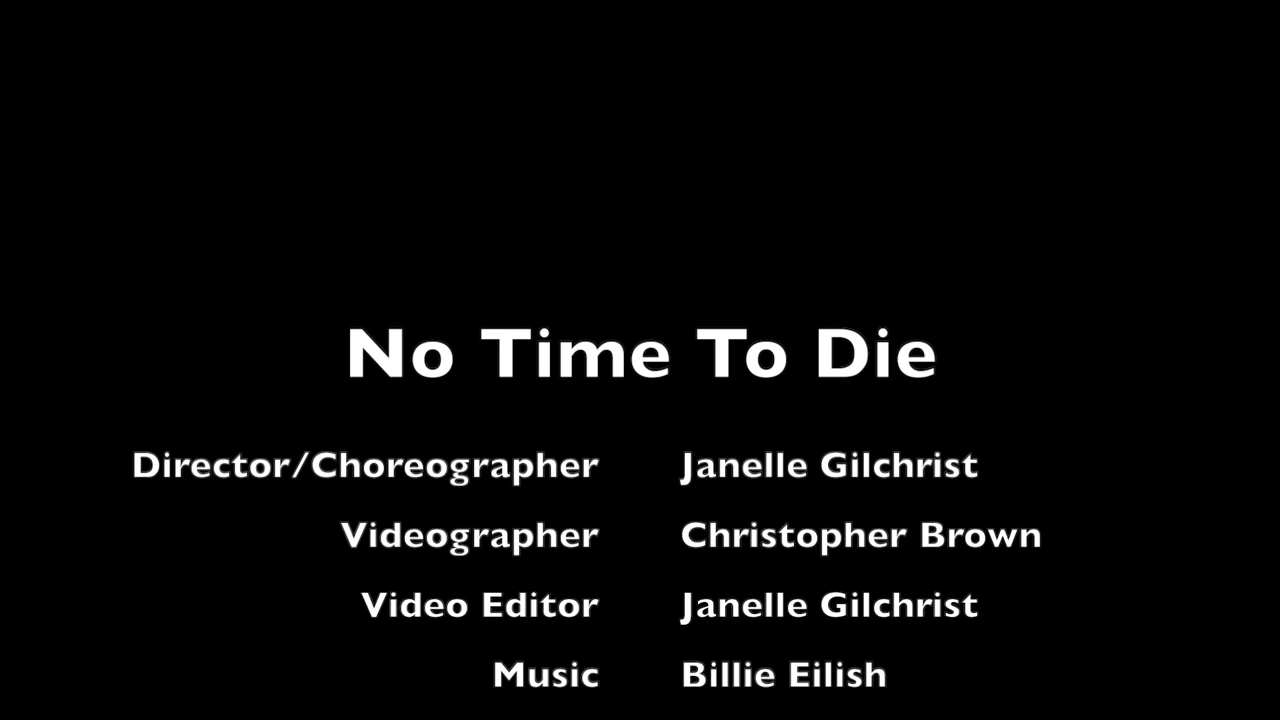 No Time To Die
Director/Choreographer Janelle Gilchrist
Videographer Christopher Brown
Video Editor Janelle Gilchrist
Music Billie Eilish